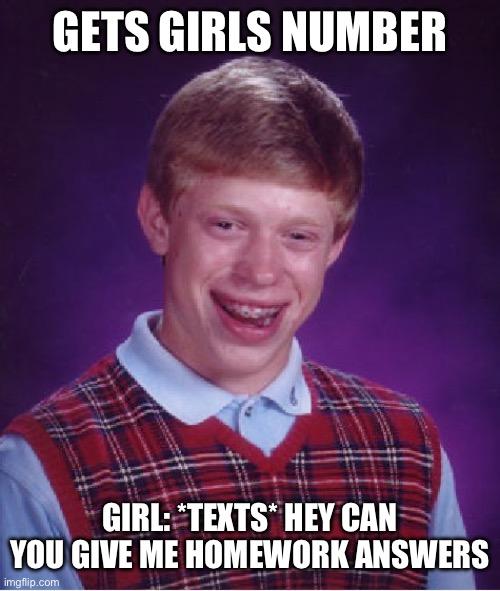 GETS GIRLS NUMBER
GIRL: *TEXTS* HEY CAN
YOU GIVE ME HOMEWORK ANSWERS
imgflip.com